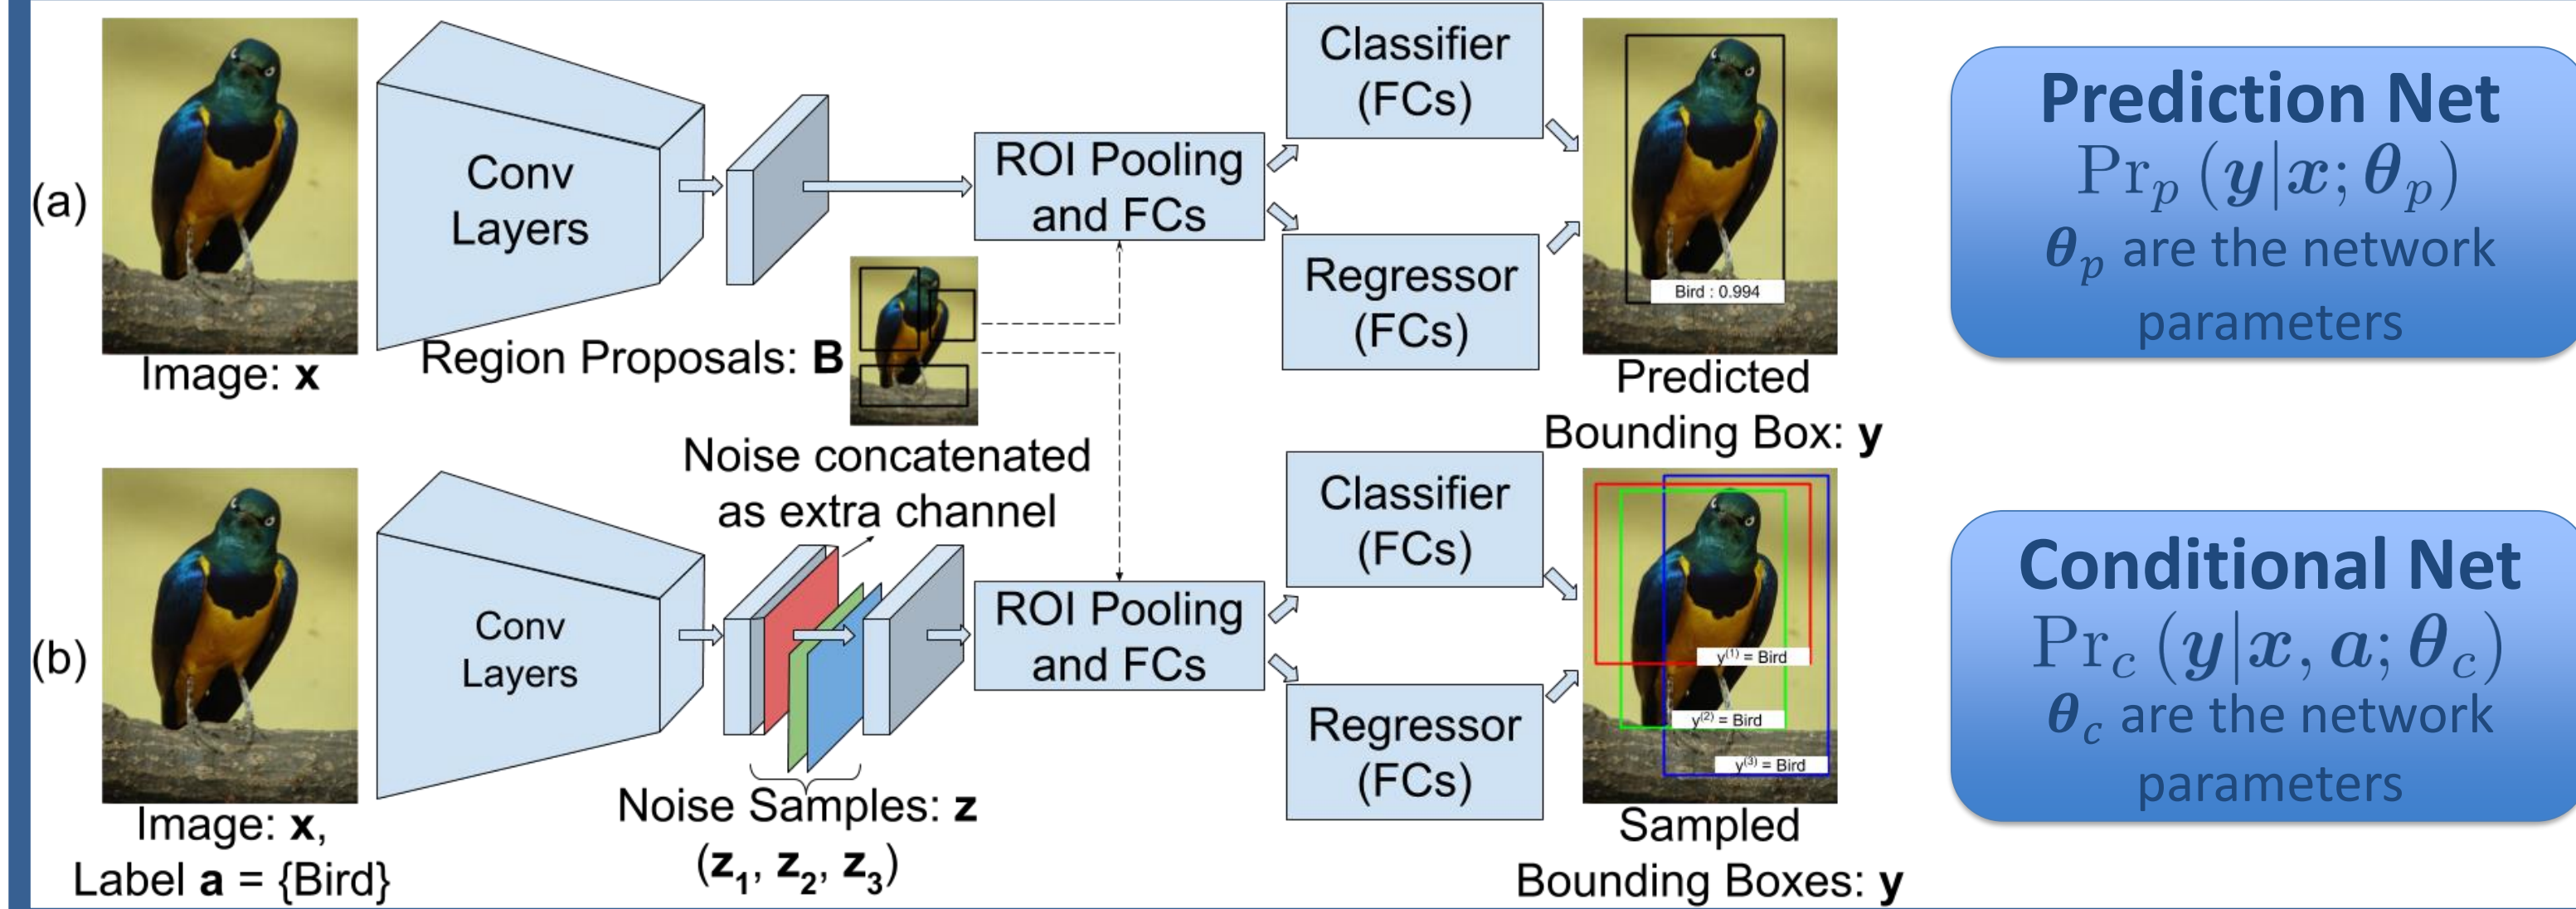 (a)
Image: x
Conv
Layers
Region Proposals: B
ROI Pooling
and FCs
Classifier
(FCs)
Regressor
(FCs)
Bird : 0.994
Predicted
Bounding Box: y
Prediction Net
Pr_p (y|x; θ_p)
θ_p are the network
parameters
(b)
Image: x,
Label a = {Bird}
Conv
Layers
Noise concatenated
as extra channel
Noise Samples: z
(z₁, z₂, z₃)
ROI Pooling
and FCs
Classifier
(FCs)
Regressor
(FCs)
y⁽¹⁾ = Bird
y⁽²⁾ = Bird
y⁽³⁾ = Bird
Sampled
Bounding Boxes: y
Conditional Net
Pr_c (y|x, a; θ_c)
θ_c are the network
parameters